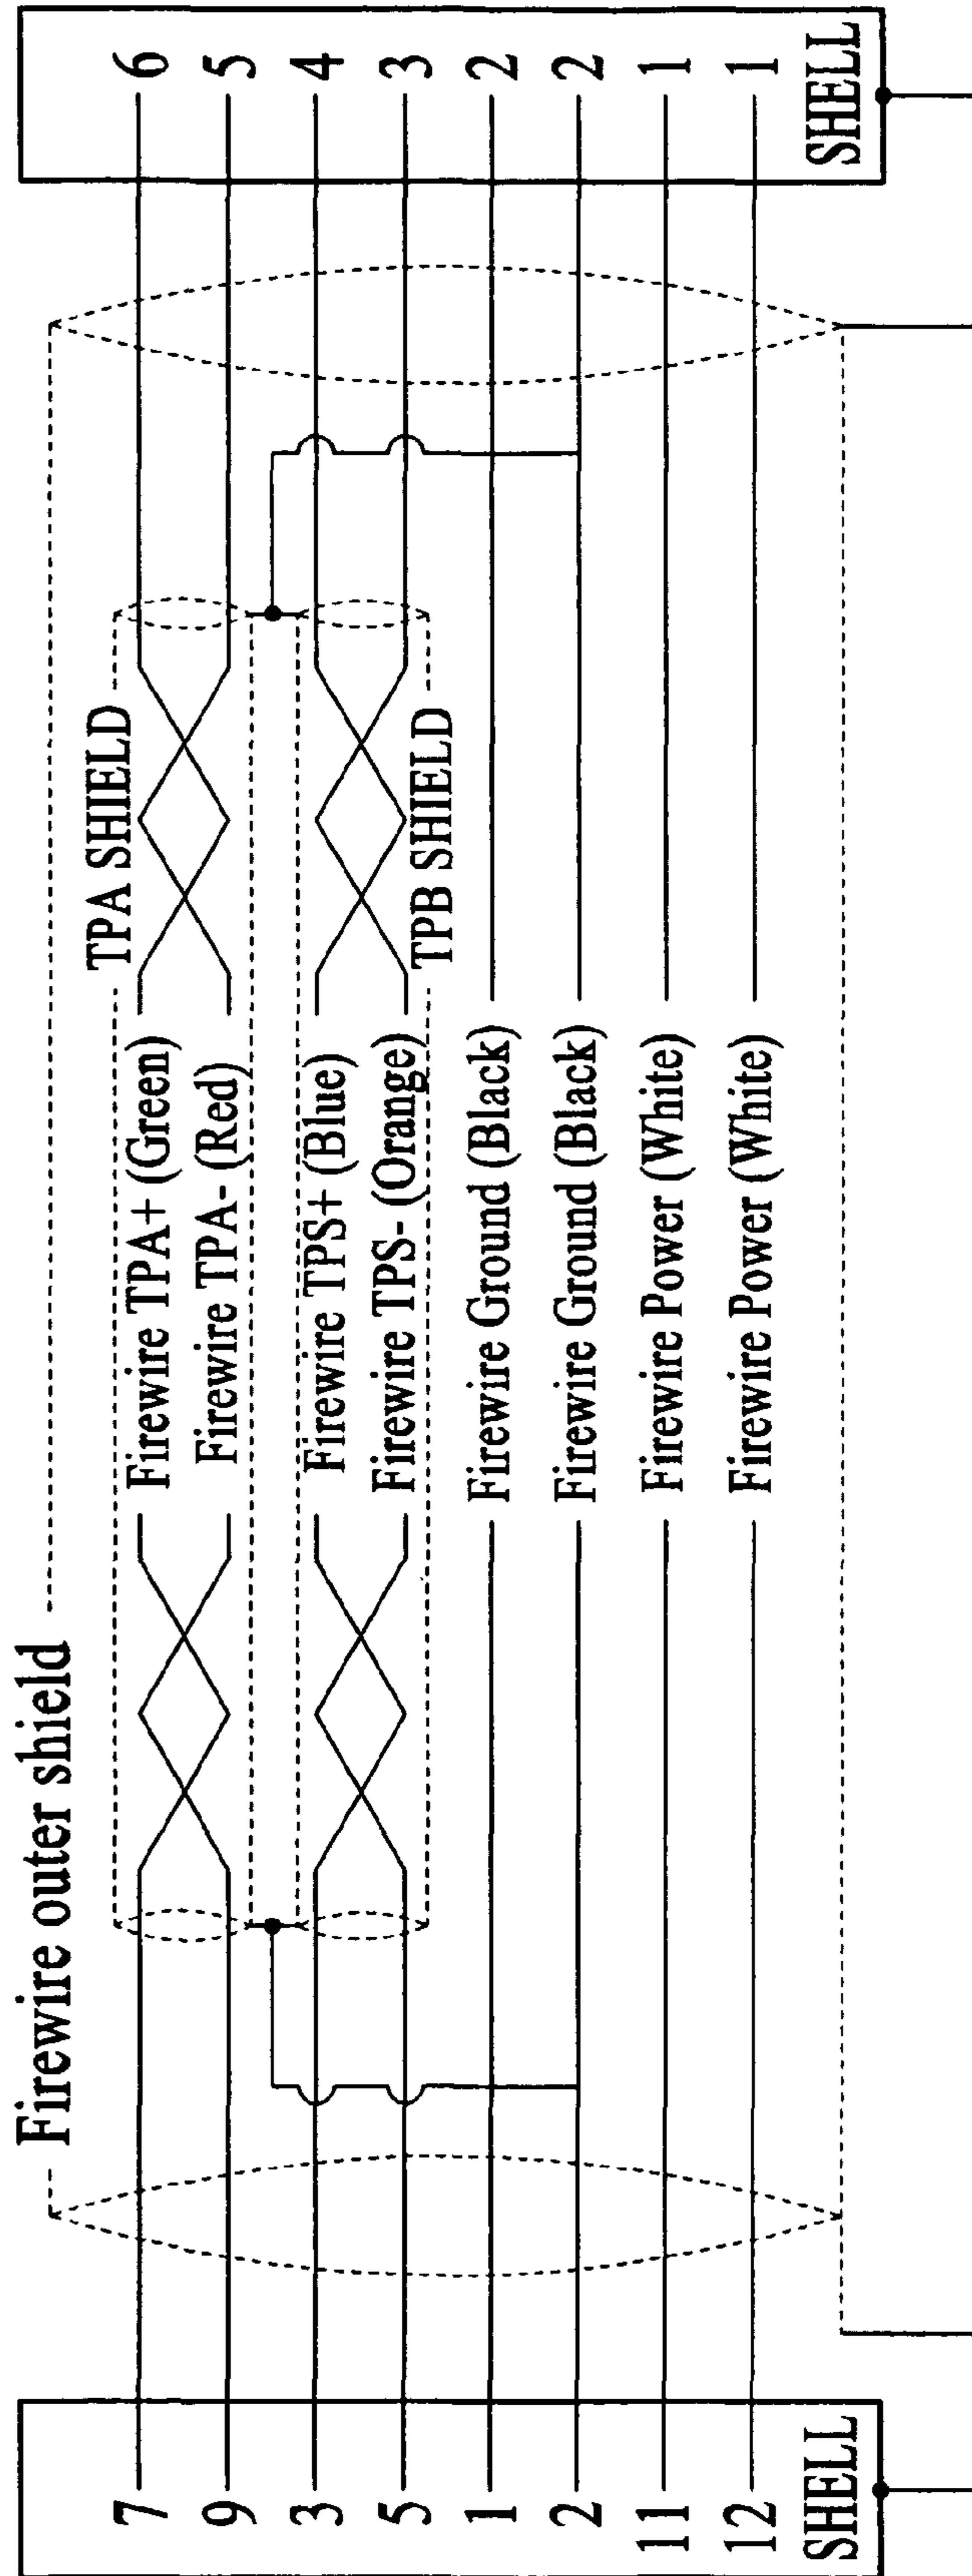 Firewire outer shield
TPA SHIELD
7 Firewire TPA+ (Green) 6
9 Firewire TPA- (Red) 5
3 Firewire TPS+ (Blue) 4
5 Firewire TPS- (Orange) 3
TPB SHIELD
1 Firewire Ground (Black) 2
2 Firewire Ground (Black) 2
11 Firewire Power (White) 1
12 Firewire Power (White) 1
SHELL SHELL